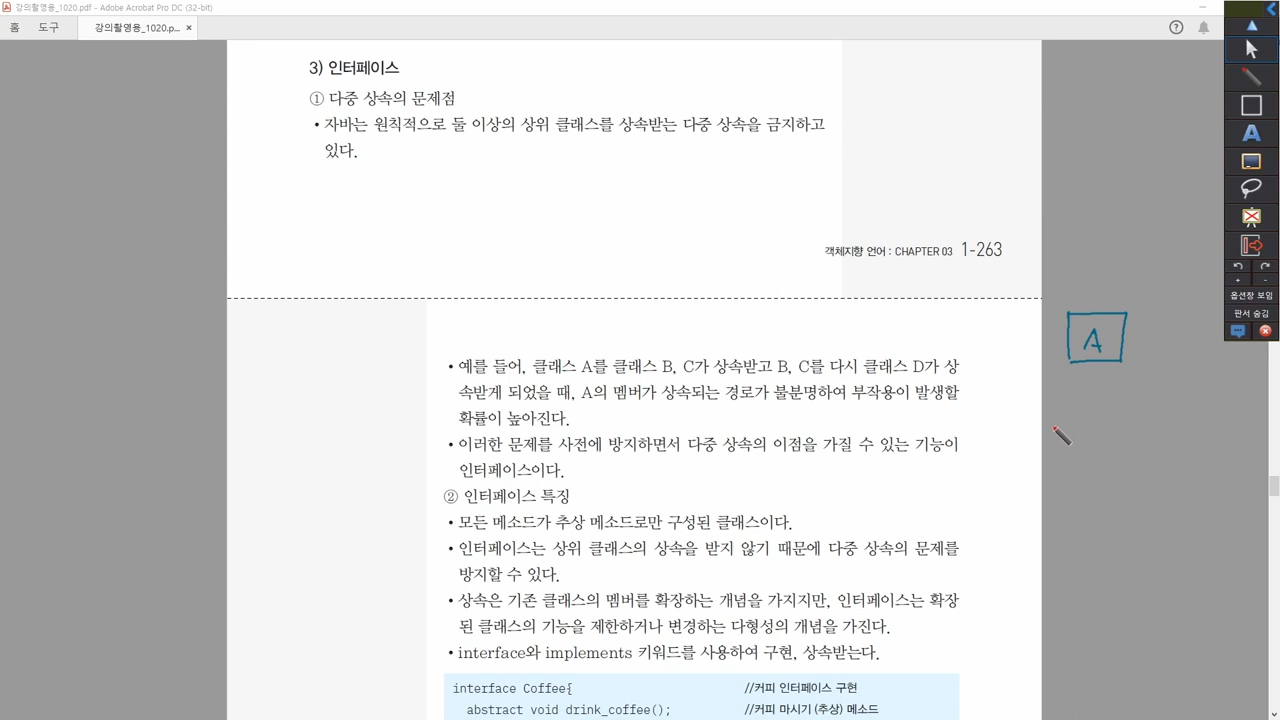 강의촬영용_1020.pdf - Adobe Acrobat Pro DC (32-bit)
홈 도구 강의촬영용_1020.p... ×
3) 인터페이스
① 다중 상속의 문제점
• 자바는 원칙적으로 둘 이상의 상위 클래스를 상속받는 다중 상속을 금지하고
있다.
객체지향 언어 : CHAPTER 03 1-263
• 예를 들어, 클래스 A를 클래스 B, C가 상속받고 B, C를 다시 클래스 D가 상
속받게 되었을 때, A의 멤버가 상속되는 경로가 불분명하여 부작용이 발생할
확률이 높아진다.
• 이러한 문제를 사전에 방지하면서 다중 상속의 이점을 가질 수 있는 기능이
인터페이스이다.
② 인터페이스 특징
• 모든 메소드가 추상 메소드로만 구성된 클래스이다.
• 인터페이스는 상위 클래스의 상속을 받지 않기 때문에 다중 상속의 문제를
방지할 수 있다.
• 상속은 기존 클래스의 멤버를 확장하는 개념을 가지지만, 인터페이스는 확장
된 클래스의 기능을 제한하거나 변경하는 다형성의 개념을 가진다.
• interface와 implements 키워드를 사용하여 구현, 상속받는다.
interface Coffee{ //커피 인터페이스 구현
abstract void drink_coffee(); //커피 마시기 (추상) 메소드
A
A
옵션창 보임
판서 숨김